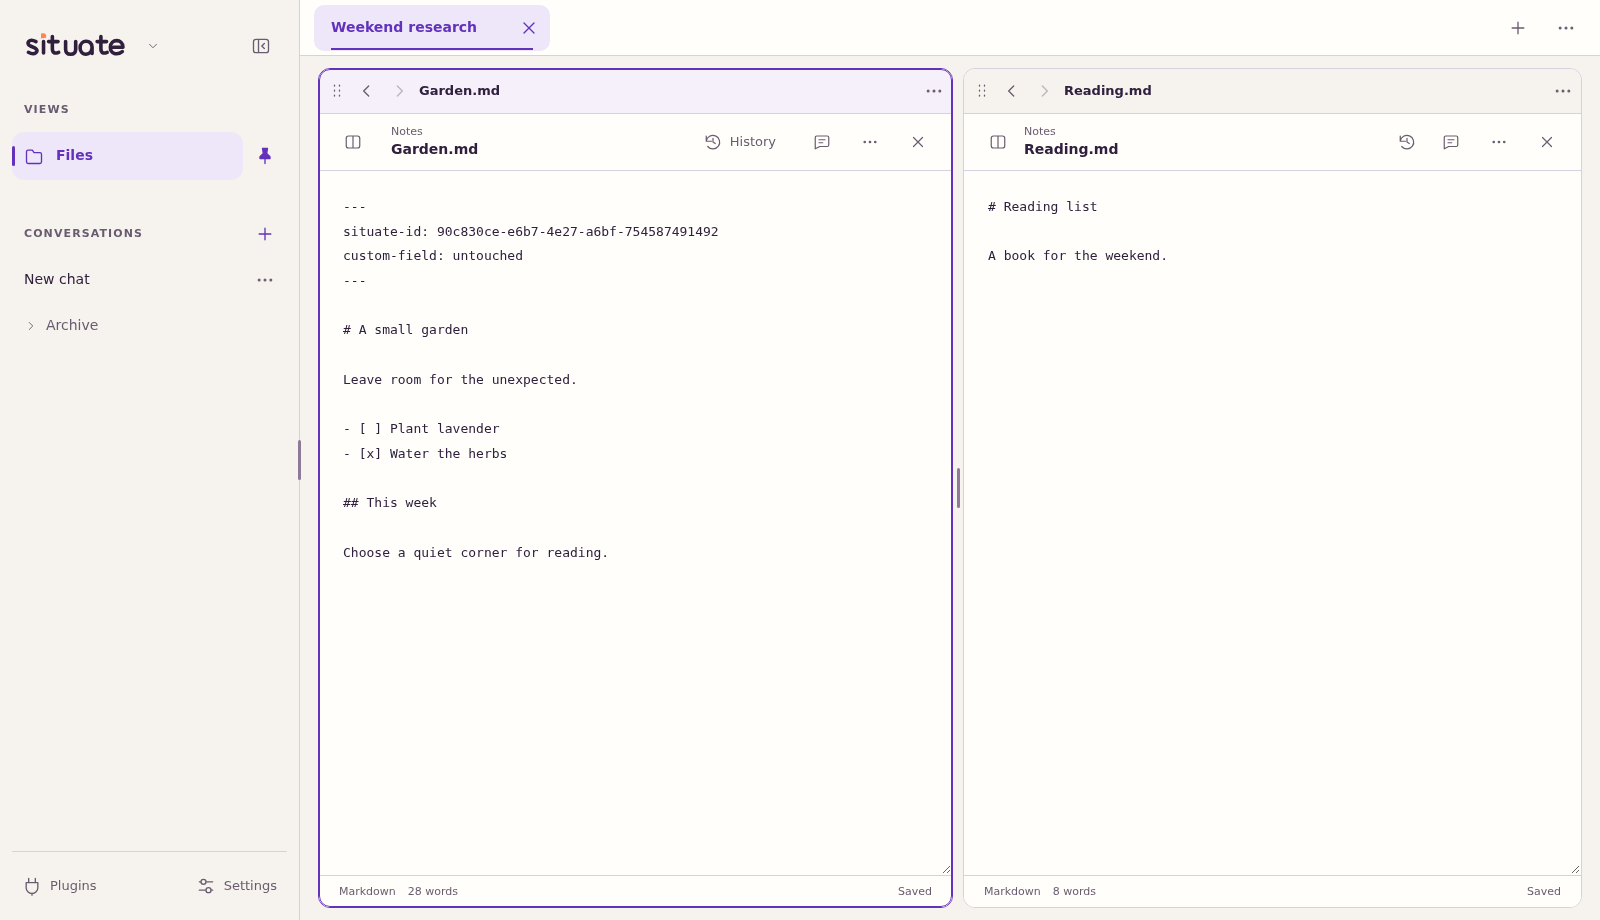 situate
VIEWS
Files
CONVERSATIONS
New chat
Archive
Plugins
Settings
Weekend research
Garden.md
Notes
Garden.md
History
---
situate-id: 90c830ce-e6b7-4e27-a6bf-754587491492
custom-field: untouched
---
# A small garden
Leave room for the unexpected.
- [ ] Plant lavender
- [x] Water the herbs
## This week
Choose a quiet corner for reading.
Markdown 28 words Saved
Reading.md
Notes
Reading.md
# Reading list
A book for the weekend.
Markdown 8 words Saved